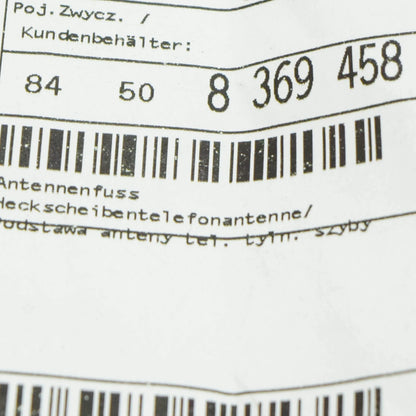 Poj.Zwycz. /
Kundenbehälter:
84 50 8 369 458
Antennenfuss
Heckscheibentelefonantenne/
Podstawa anteny tel. tyln. szyby